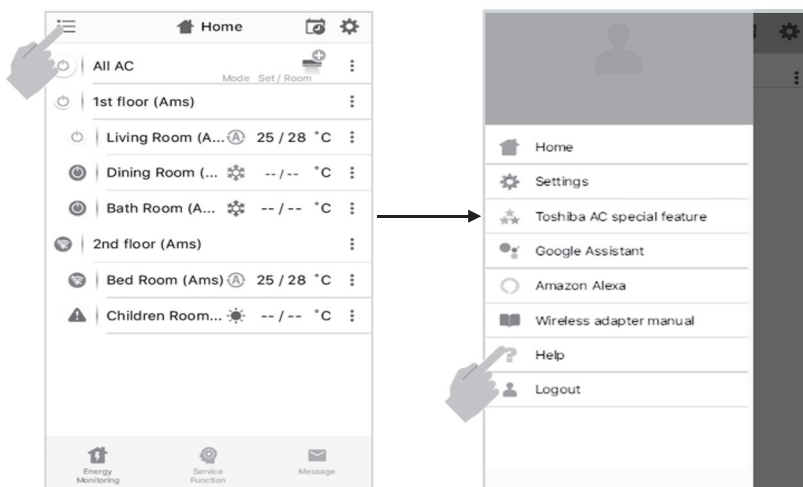 Home
All AC
Mode Set / Room
1st floor (Ams)
Living Room (A... A 25 / 28 °C
Dining Room (... -- / -- °C
Bath Room (A... -- / -- °C
2nd floor (Ams)
Bed Room (Ams) A 25 / 28 °C
Children Room... -- / -- °C
Energy
Monitoring
Service
Function
Message
Home
Settings
Toshiba AC special feature
Google Assistant
Amazon Alexa
Wireless adapter manual
Help
Logout